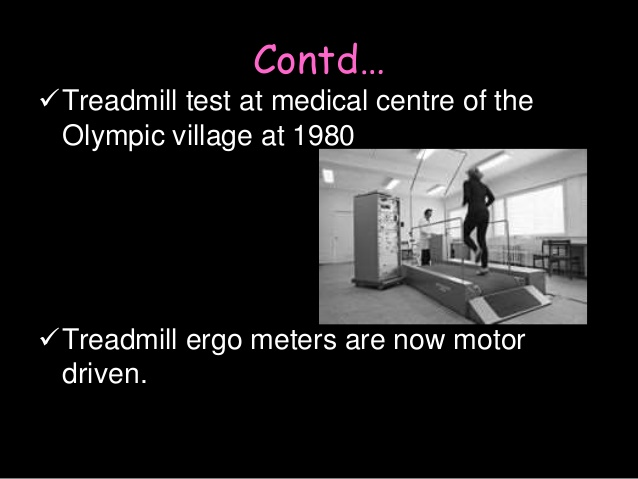 Contd…
✓Treadmill test at medical centre of the
Olympic village at 1980
✓Treadmill ergo meters are now motor
driven.